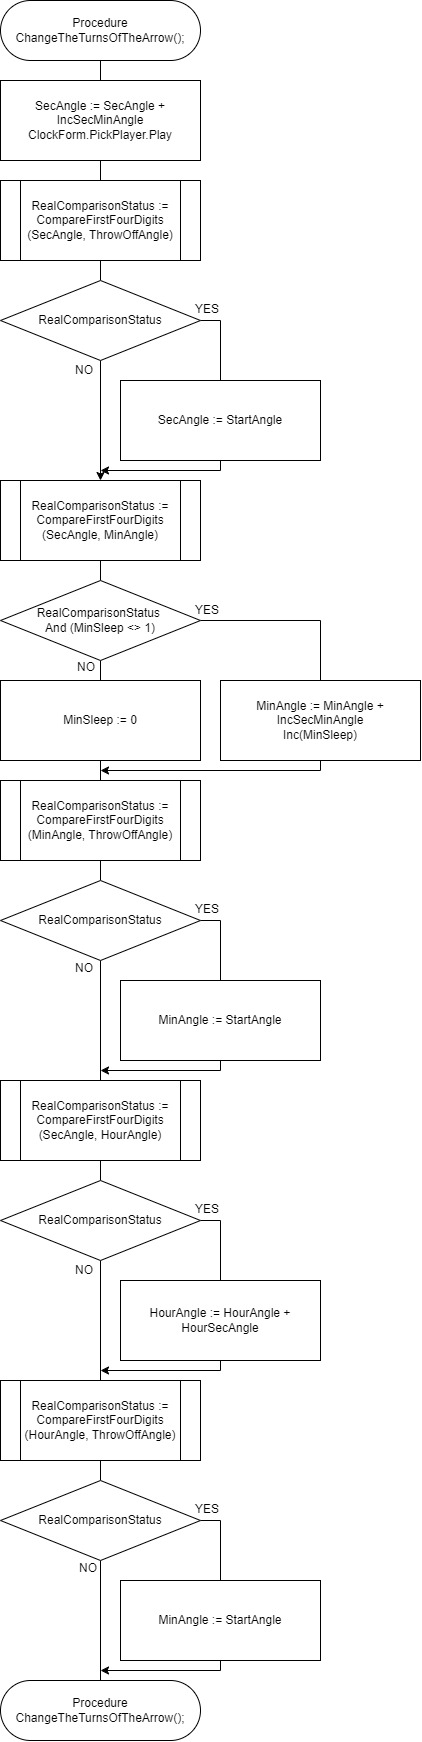 Procedure
ChangeTheTurnsOfTheArrow();
SecAngle := SecAngle +
IncSecMinAngle
ClockForm.PickPlayer.Play
RealComparisonStatus :=
CompareFirstFourDigits
(SecAngle, ThrowOffAngle)
RealComparisonStatus
YES
NO
SecAngle := StartAngle
RealComparisonStatus :=
CompareFirstFourDigits
(SecAngle, MinAngle)
RealComparisonStatus
And (MinSleep <> 1)
YES
NO
MinSleep := 0
MinAngle := MinAngle +
IncSecMinAngle
Inc(MinSleep)
RealComparisonStatus :=
CompareFirstFourDigits
(MinAngle, ThrowOffAngle)
RealComparisonStatus
YES
NO
MinAngle := StartAngle
RealComparisonStatus :=
CompareFirstFourDigits
(SecAngle, HourAngle)
RealComparisonStatus
YES
NO
HourAngle := HourAngle +
HourSecAngle
RealComparisonStatus :=
CompareFirstFourDigits
(HourAngle, ThrowOffAngle)
RealComparisonStatus
YES
NO
MinAngle := StartAngle
Procedure
ChangeTheTurnsOfTheArrow();